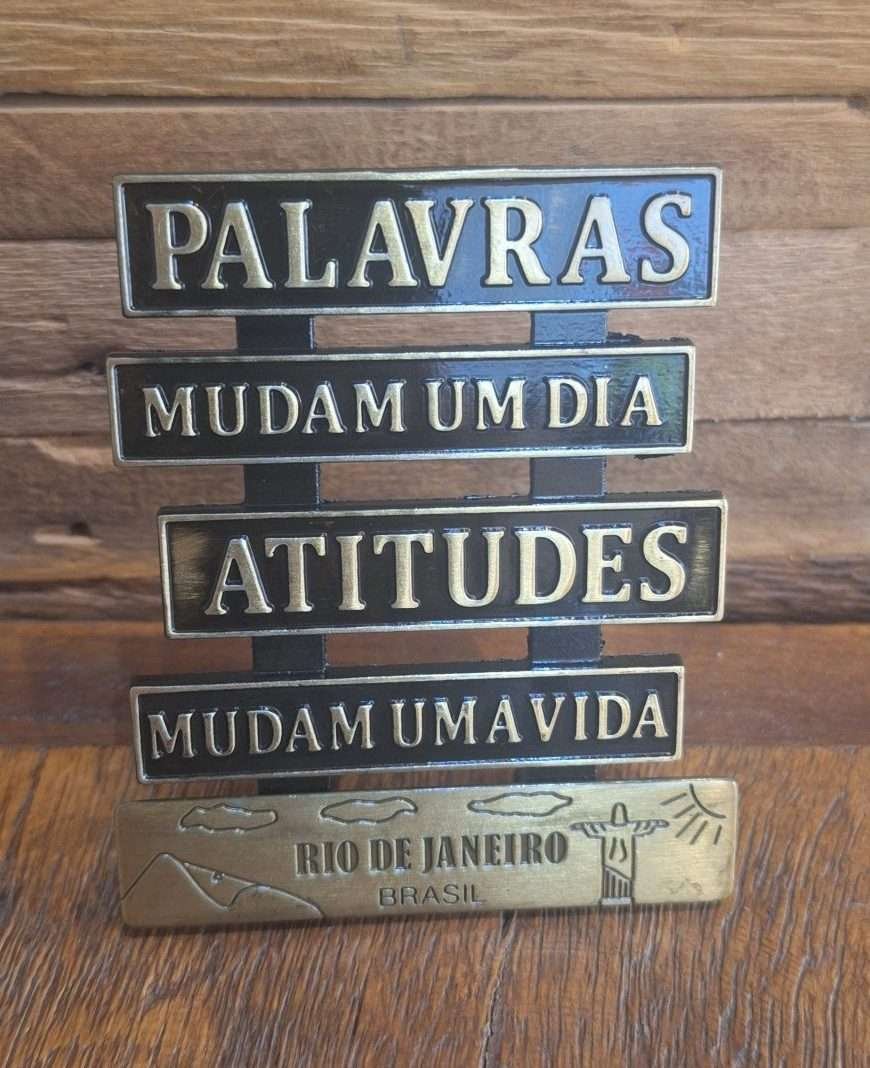 PALAVRAS
MUDAM UM DIA
ATITUDES
MUDAM UMA VIDA
RIO DE JANEIRO
BRASIL